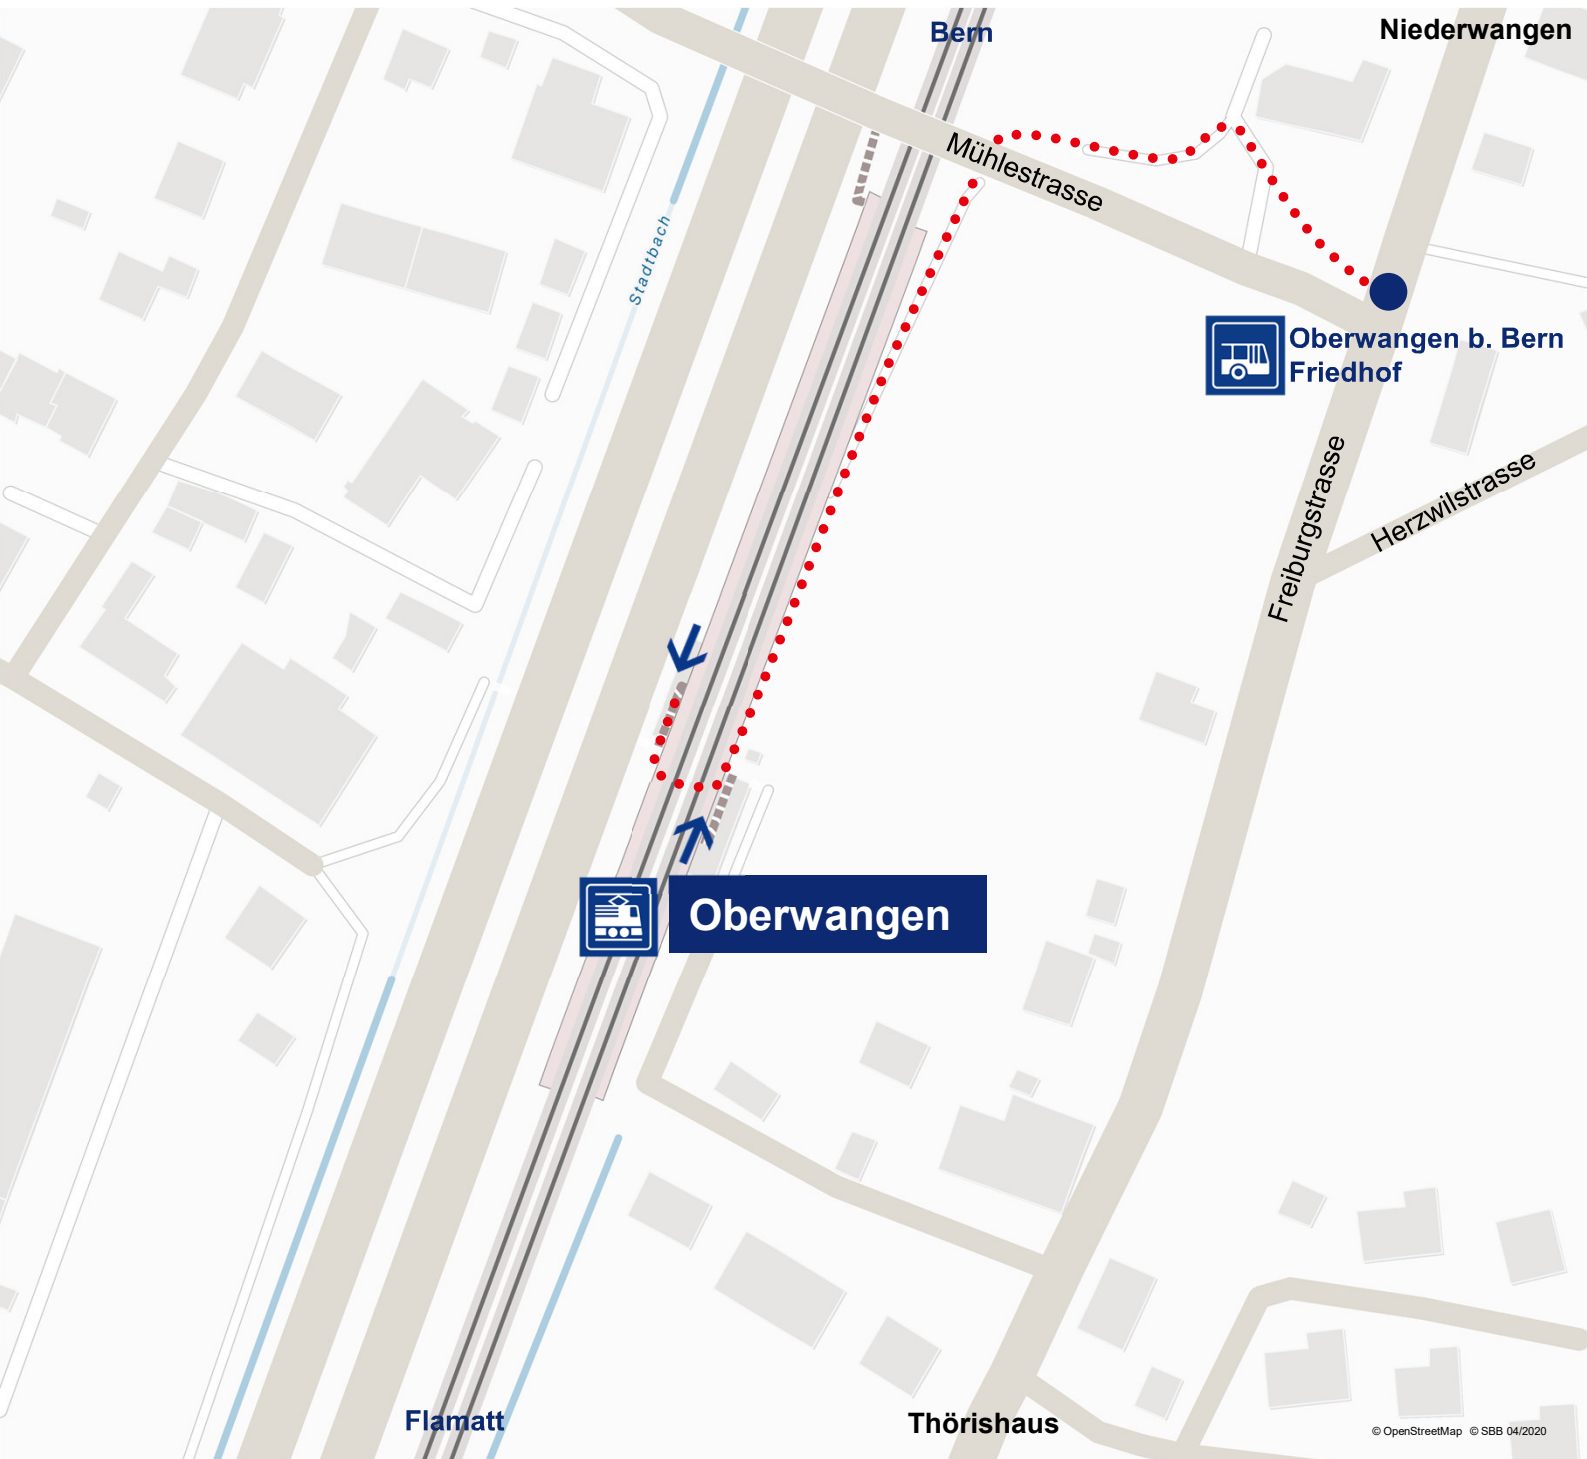 Bern
Niederwangen
Mühlestrasse
Stadtbach
Oberwangen b. Bern
Friedhof
Freiburgstrasse
Herzwilstrasse
Oberwangen
Flamatt
Thörishaus
© OpenStreetMap © SBB 04/2020